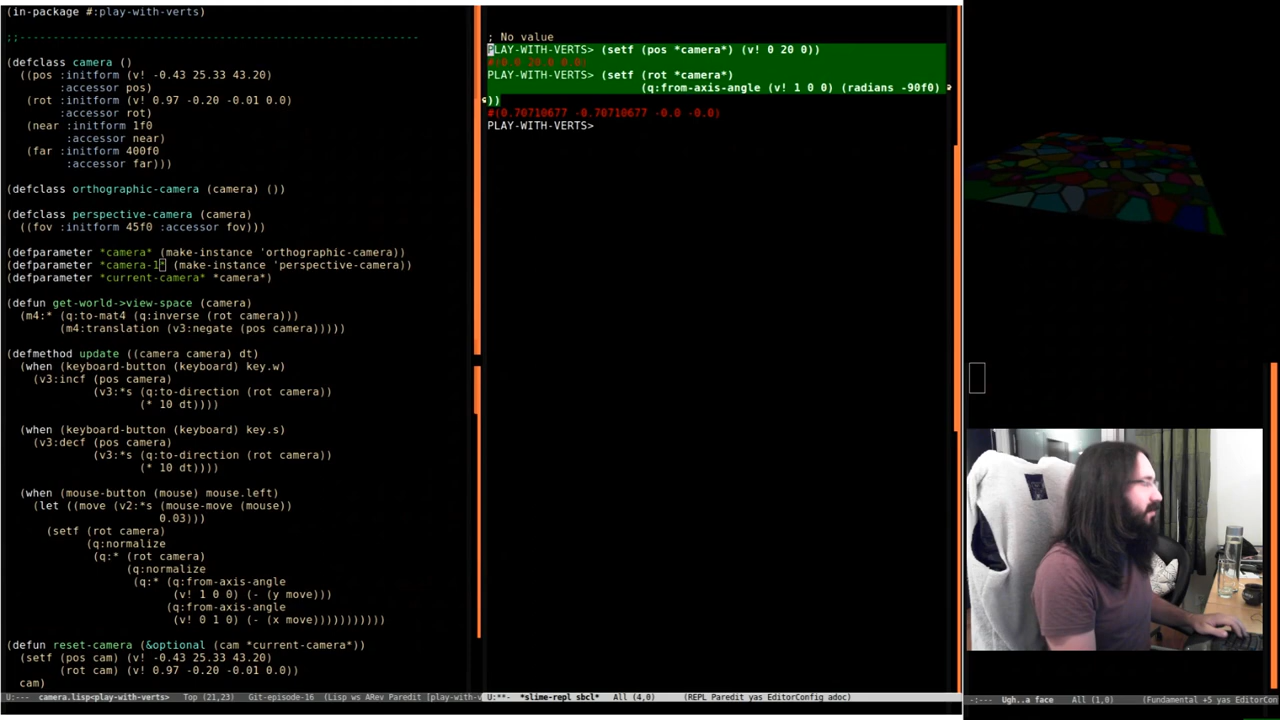 (in-package #:play-with-verts)
;;------------------------------------------------------------
(defclass camera ()
((pos :initform (v! -0.43 25.33 43.20)
:accessor pos)
(rot :initform (v! 0.97 -0.20 -0.01 0.0)
:accessor rot)
(near :initform 1f0
:accessor near)
(far :initform 400f0
:accessor far)))
(defclass orthographic-camera (camera) ())
(defclass perspective-camera (camera)
((fov :initform 45f0 :accessor fov)))
(defparameter *camera* (make-instance 'orthographic-camera))
(defparameter *camera-1* (make-instance 'perspective-camera))
(defparameter *current-camera* *camera*)
(defun get-world->view-space (camera)
(m4:* (q:to-mat4 (q:inverse (rot camera)))
(m4:translation (v3:negate (pos camera)))))
(defmethod update ((camera camera) dt)
(when (keyboard-button (keyboard) key.w)
(v3:incf (pos camera)
(v3:*s (q:to-direction (rot camera))
(* 10 dt))))
(when (keyboard-button (keyboard) key.s)
(v3:decf (pos camera)
(v3:*s (q:to-direction (rot camera))
(* 10 dt))))
(when (mouse-button (mouse) mouse.left)
(let ((move (v2:*s (mouse-move (mouse))
0.03)))
(setf (rot camera)
(q:normalize
(q:* (rot camera)
(q:normalize
(q:* (q:from-axis-angle
(v! 1 0 0) (- (y move)))
(q:from-axis-angle
(v! 0 1 0) (- (x move)))))))))))
(defun reset-camera (&optional (cam *current-camera*))
(setf (pos cam) (v! -0.43 25.33 43.20)
(rot cam) (v! 0.97 -0.20 -0.01 0.0))
cam)
U:--- camera.lisp<play-with-verts> Top (21,23) Git-episode-16 (Lisp ws ARev Paredit [play-with-v
; No value
PLAY-WITH-VERTS> (setf (pos *camera*) (v! 0 20 0))
#(0.0 20.0 0.0)
PLAY-WITH-VERTS> (setf (rot *camera*)
(q:from-axis-angle (v! 1 0 0) (radians -90f0)
))
#(0.70710677 -0.70710677 -0.0 -0.0)
PLAY-WITH-VERTS>
U:**- *slime-repl sbcl* All (4,0) (REPL Paredit yas EditorConfig adoc)
-:--- Ugh..a face All (1,0) (Fundamental +5 yas EditorConf